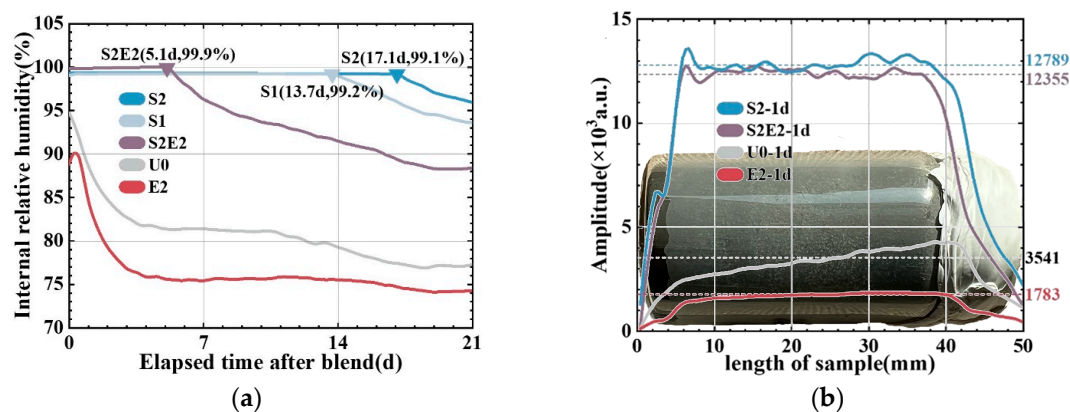 (a)
Internal relative humidity(%)
105
100
95
90
85
80
75
70
S2E2(5.1d,99.9%)
S2(17.1d,99.1%)
S1(13.7d,99.2%)
S2
S1
S2E2
U0
E2
0
7
14
21
Elapsed time after blend(d)
(a)
(b)
Amplitude(×10³a.u.)
15
10
5
0
12789
12355
S2-1d
S2E2-1d
U0-1d
E2-1d
3541
1783
10
20
30
40
50
length of sample(mm)
(b)